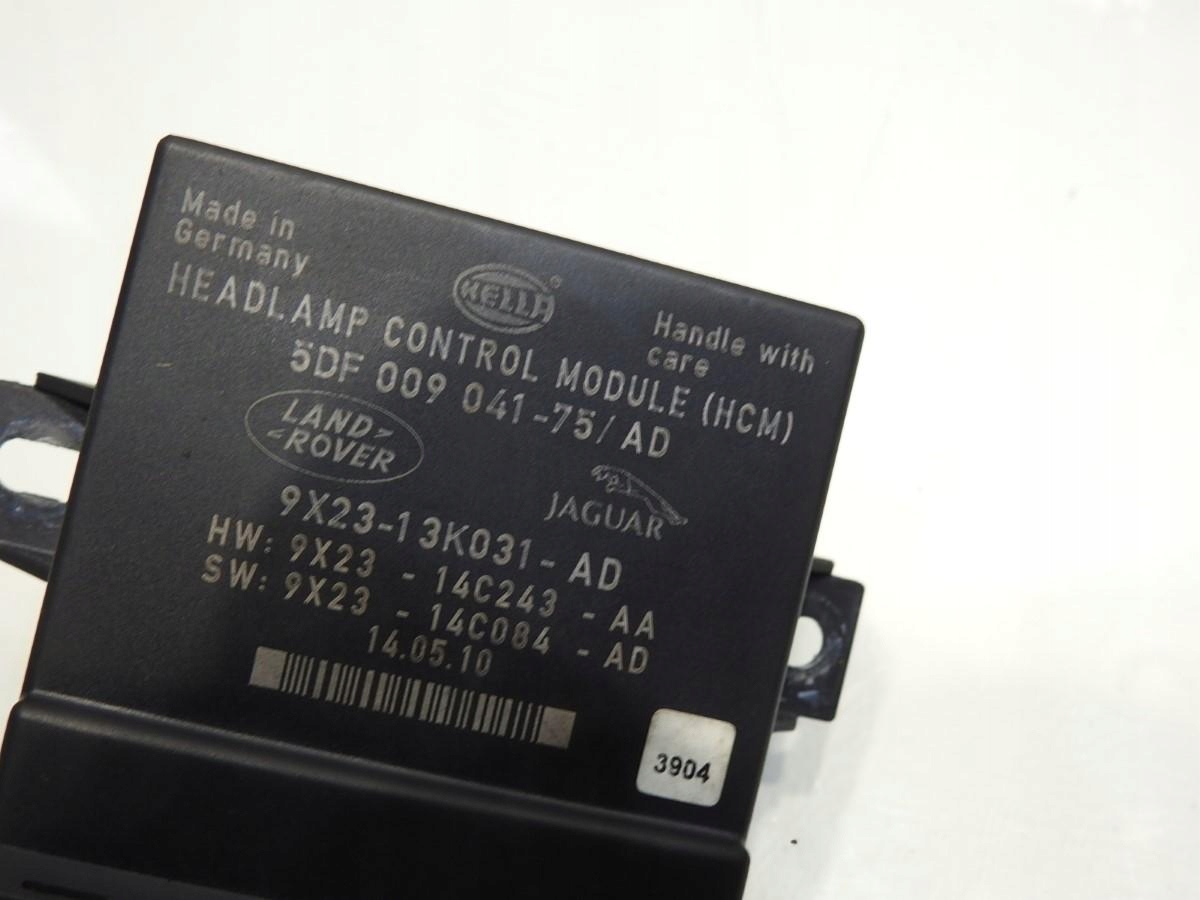 Made in
Germany
HELLA®
Handle with
care
HEADLAMP CONTROL MODULE (HCM)
5DF 009 041-75/AD
LAND
ROVER
JAGUAR
9X23-13K031-AD
HW: 9X23 - 14C243 - AA
SW: 9X23 - 14C084 - AD
14.05.10
3904